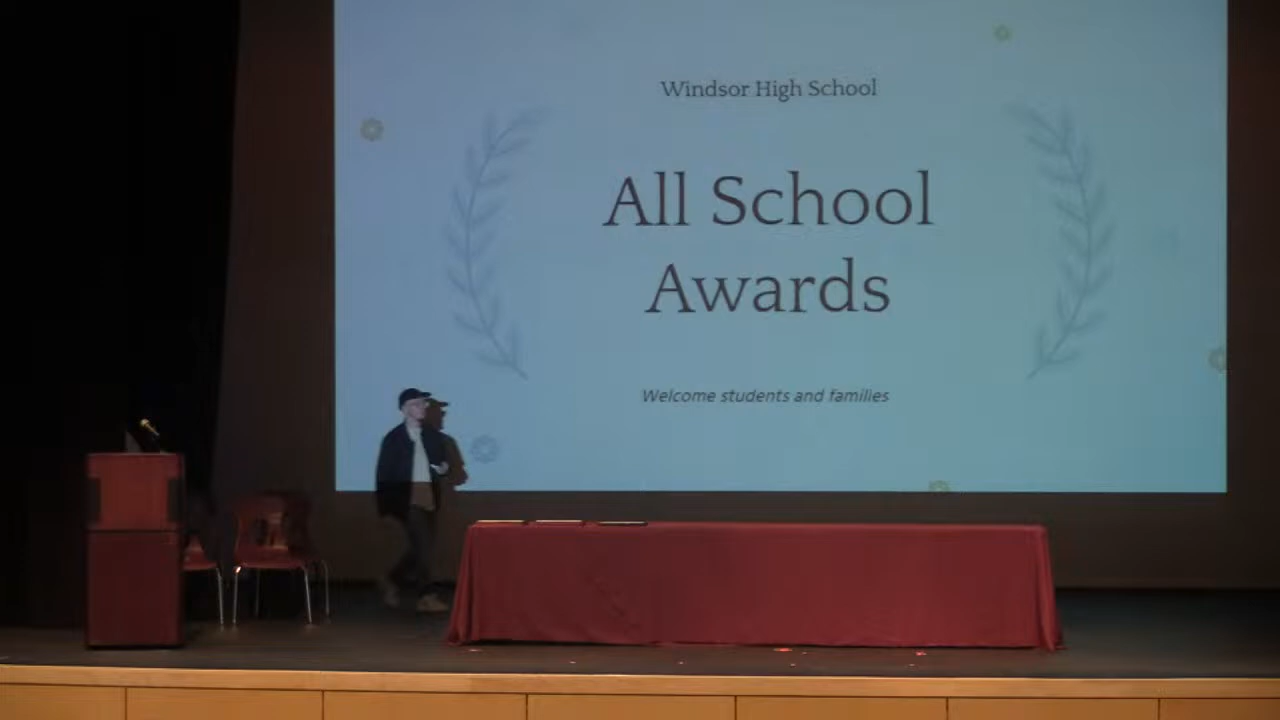 Windsor High School
All School
Awards
Welcome students and families